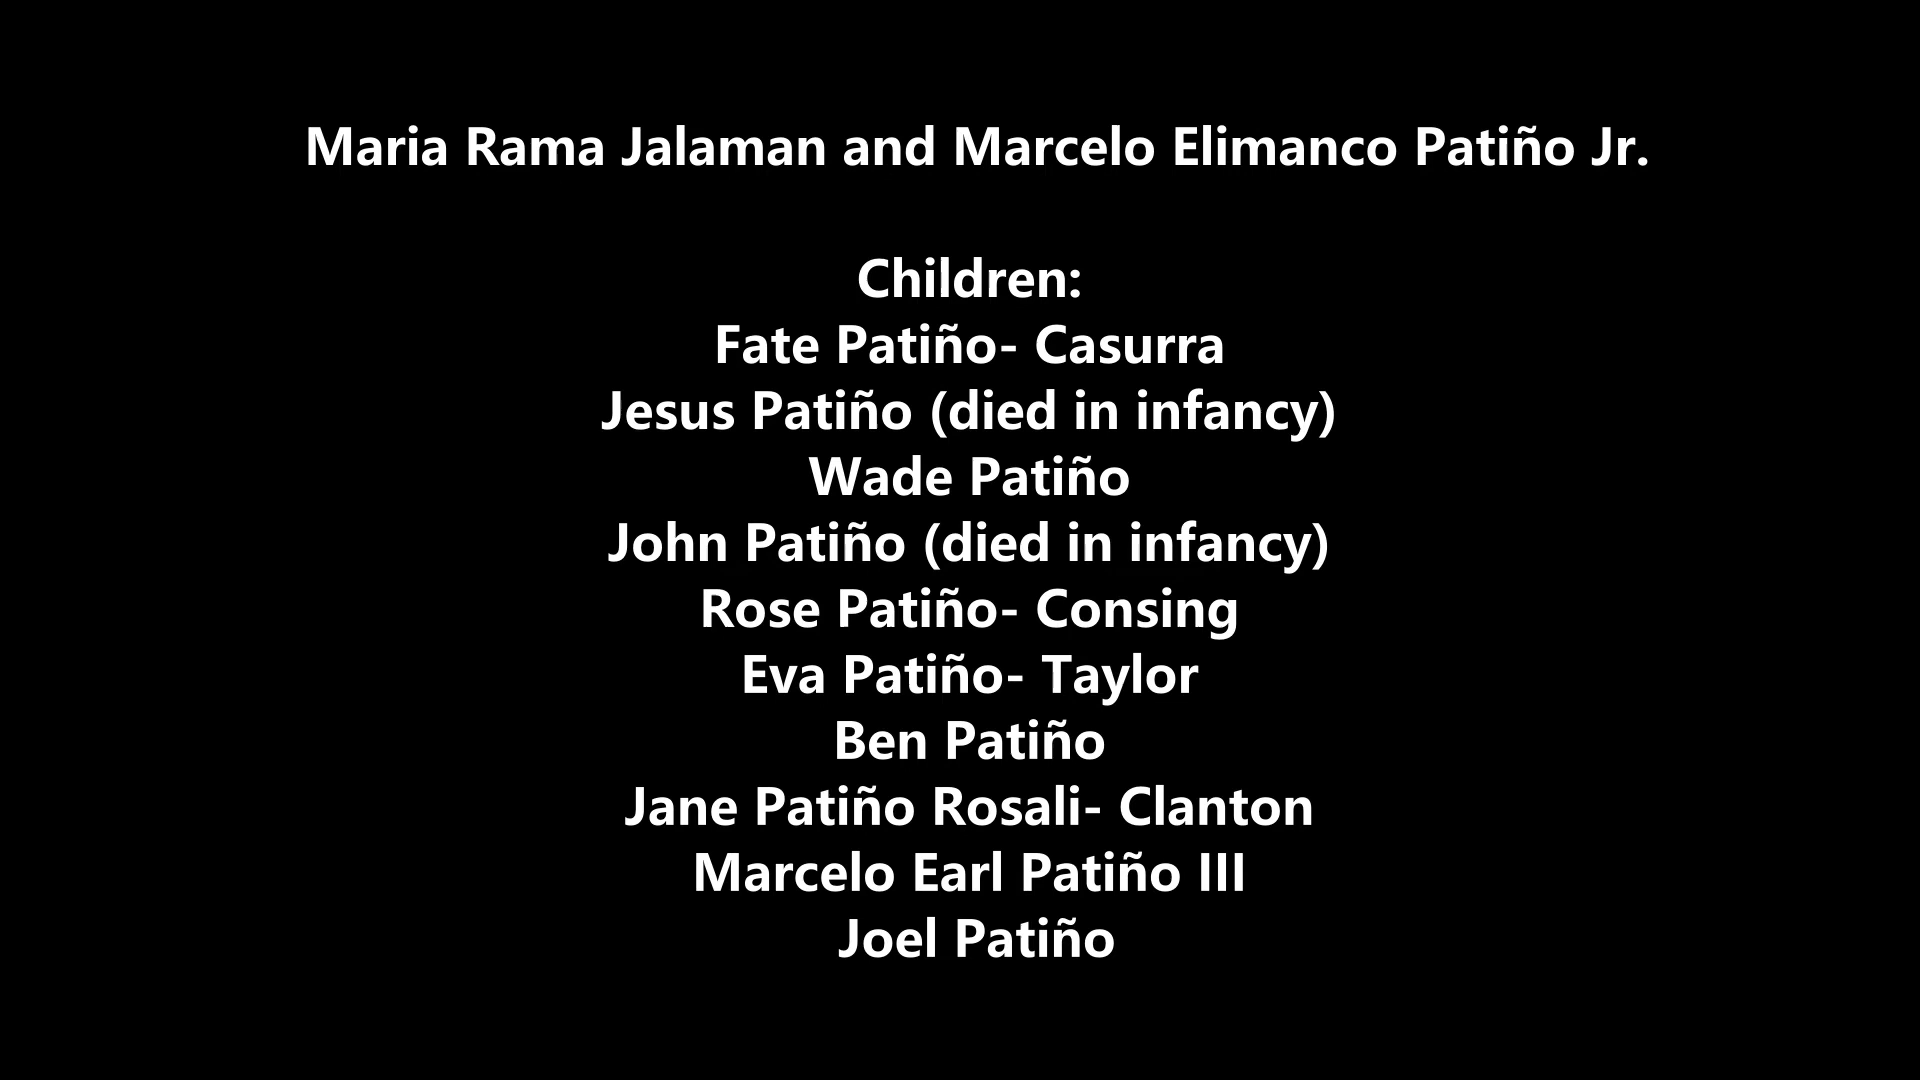 Maria Rama Jalaman and Marcelo Elimanco Patiño Jr.
Children:
Fate Patiño- Casurra
Jesus Patiño (died in infancy)
Wade Patiño
John Patiño (died in infancy)
Rose Patiño- Consing
Eva Patiño- Taylor
Ben Patiño
Jane Patiño Rosali- Clanton
Marcelo Earl Patiño III
Joel Patiño